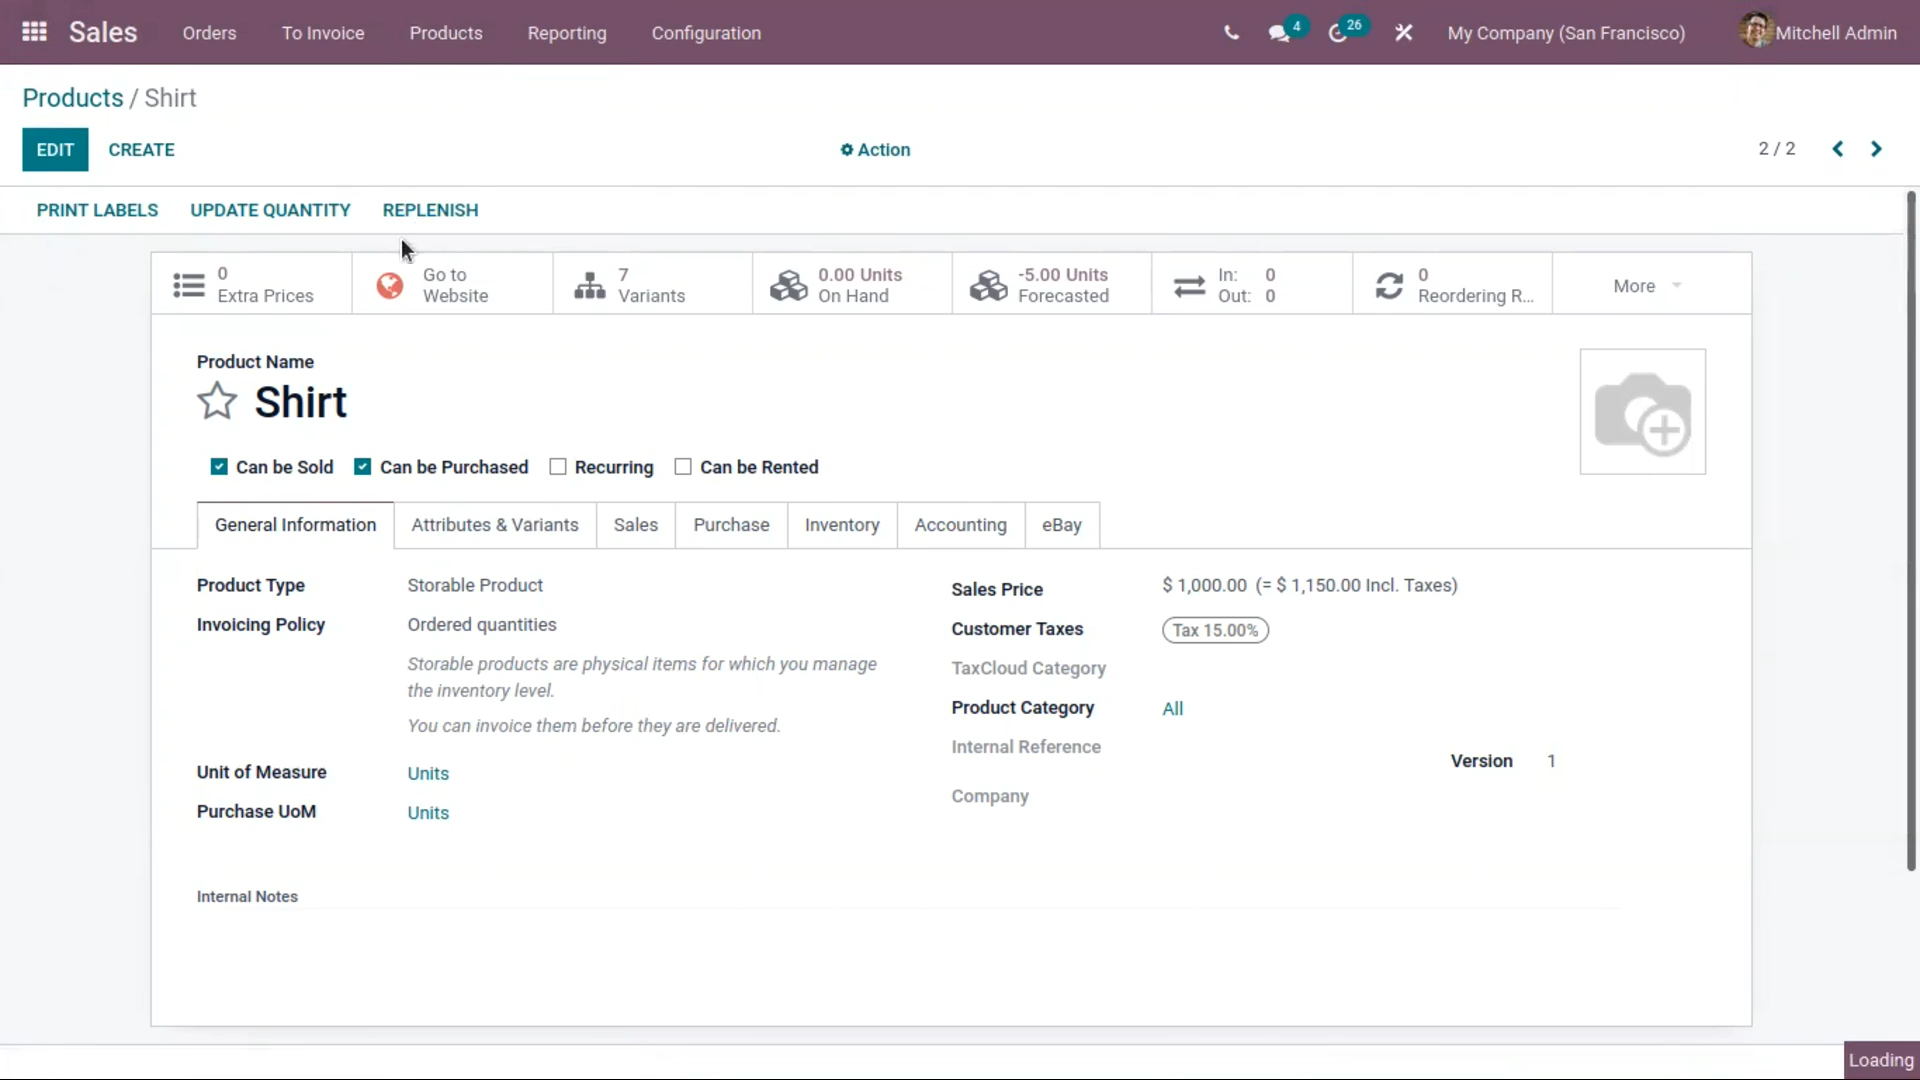 Sales Orders To Invoice Products Reporting Configuration 4 26 My Company (San Francisco) Mitchell Admin
Products / Shirt
EDIT CREATE Action 2 / 2
PRINT LABELS UPDATE QUANTITY REPLENISH
0
Extra Prices
Go to
Website
7
Variants
0.00 Units
On Hand
-5.00 Units
Forecasted
In: 0
Out: 0
0
Reordering R...
More
Product Name
Shirt
Can be Sold Can be Purchased Recurring Can be Rented
General Information Attributes & Variants Sales Purchase Inventory Accounting eBay
Product Type Storable Product
Invoicing Policy Ordered quantities
Storable products are physical items for which you manage
the inventory level.
You can invoice them before they are delivered.
Unit of Measure Units
Purchase UoM Units
Sales Price $ 1,000.00 (= $ 1,150.00 Incl. Taxes)
Customer Taxes Tax 15.00%
TaxCloud Category
Product Category All
Internal Reference
Version 1
Company
Internal Notes
Loading